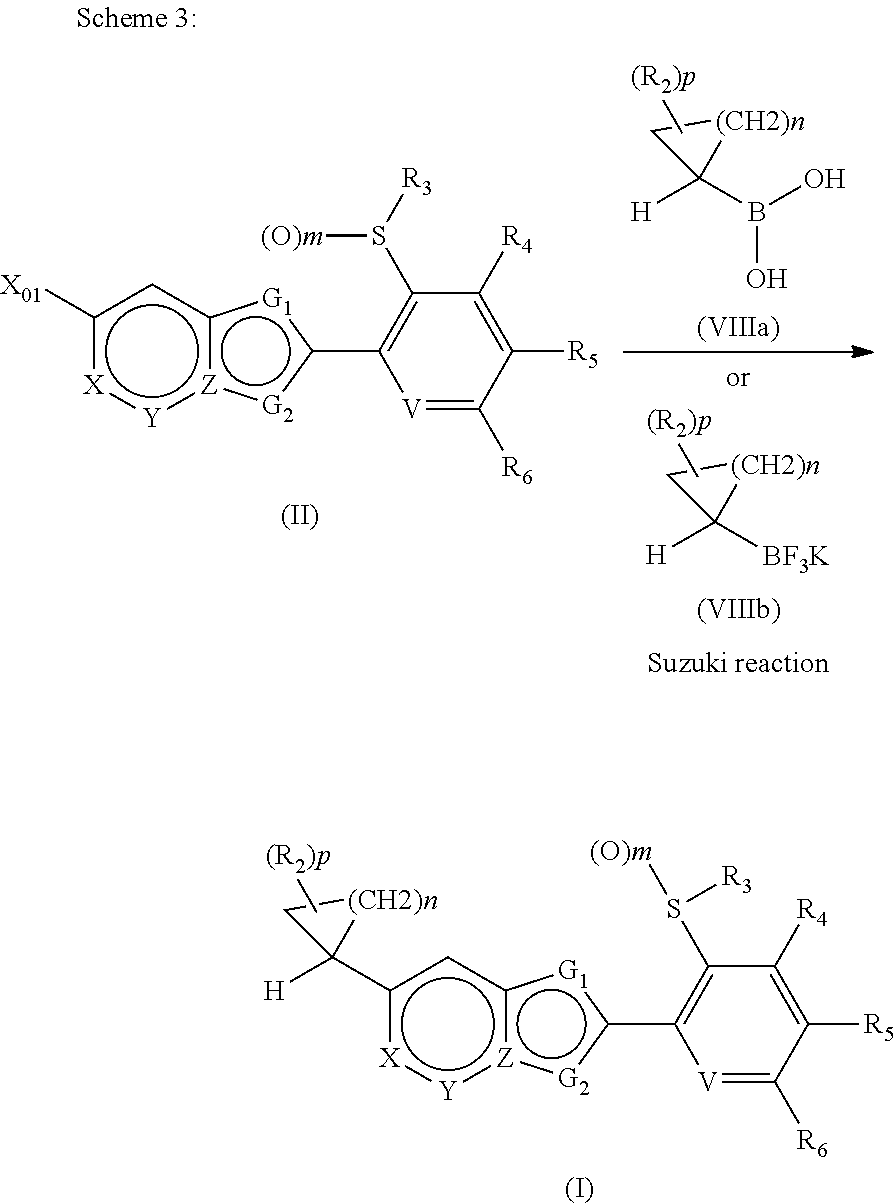 Scheme 3:
(R2)p
(CH2)n
H
B
OH
OH
(VIIIa)
or
(R2)p
(CH2)n
H
BF3K
(VIIIb)
Suzuki reaction
R3
(O)m
S
R4
X01
G1
R5
X
Z
Y
G2
V
R6
(II)
(R2)p
(CH2)n
H
(O)m
R3
S
R4
G1
R5
X
Z
Y
G2
V
R6
(I)